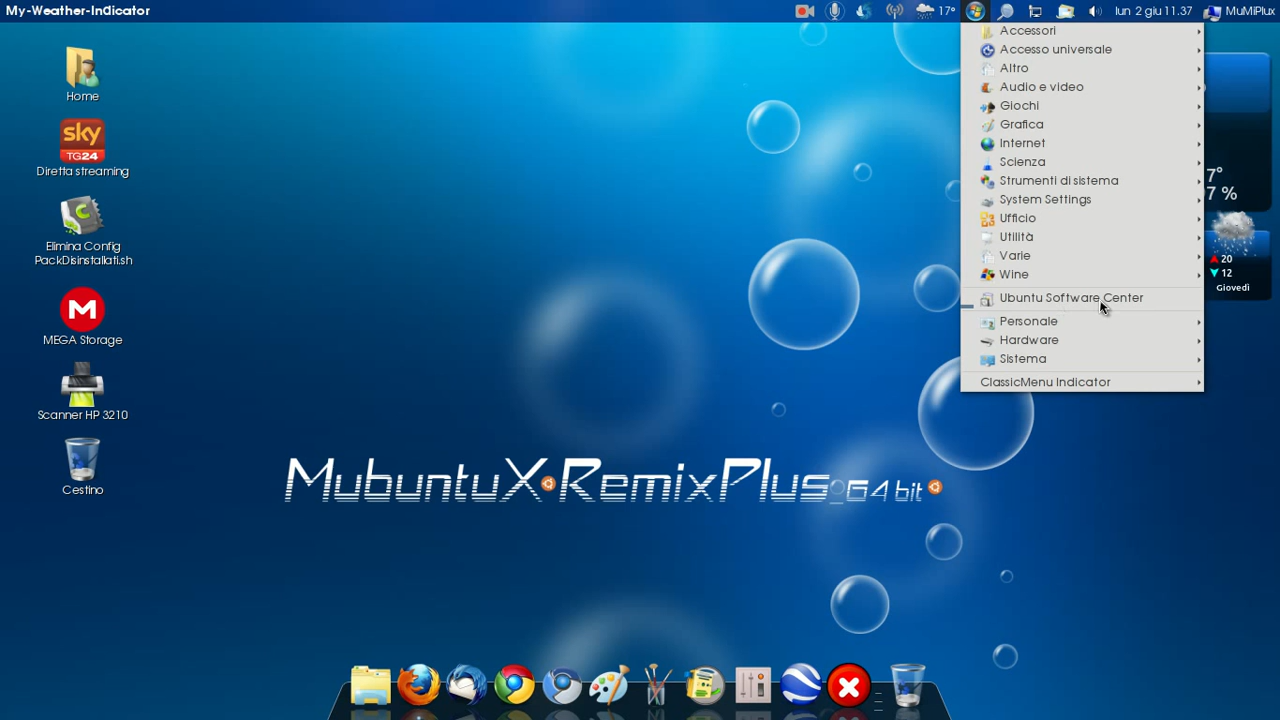 My-Weather-Indicator
17°
lun 2 giu 11.37
MuMiPlux
Home
sky
TG24
Diretta streaming
Elimina Config
PackDisinstallati.sh
M
MEGA Storage
Scanner HP 3210
Cestino
Accessori
Accesso universale
Altro
Audio e video
Giochi
Grafica
Internet
Scienza
Strumenti di sistema
System Settings
Ufficio
Utilità
Varie
Wine
Ubuntu Software Center
Personale
Hardware
Sistema
ClassicMenu Indicator
7°
7 %
20
12
Giovedì
MubuntuX RemixPlus_64 bit